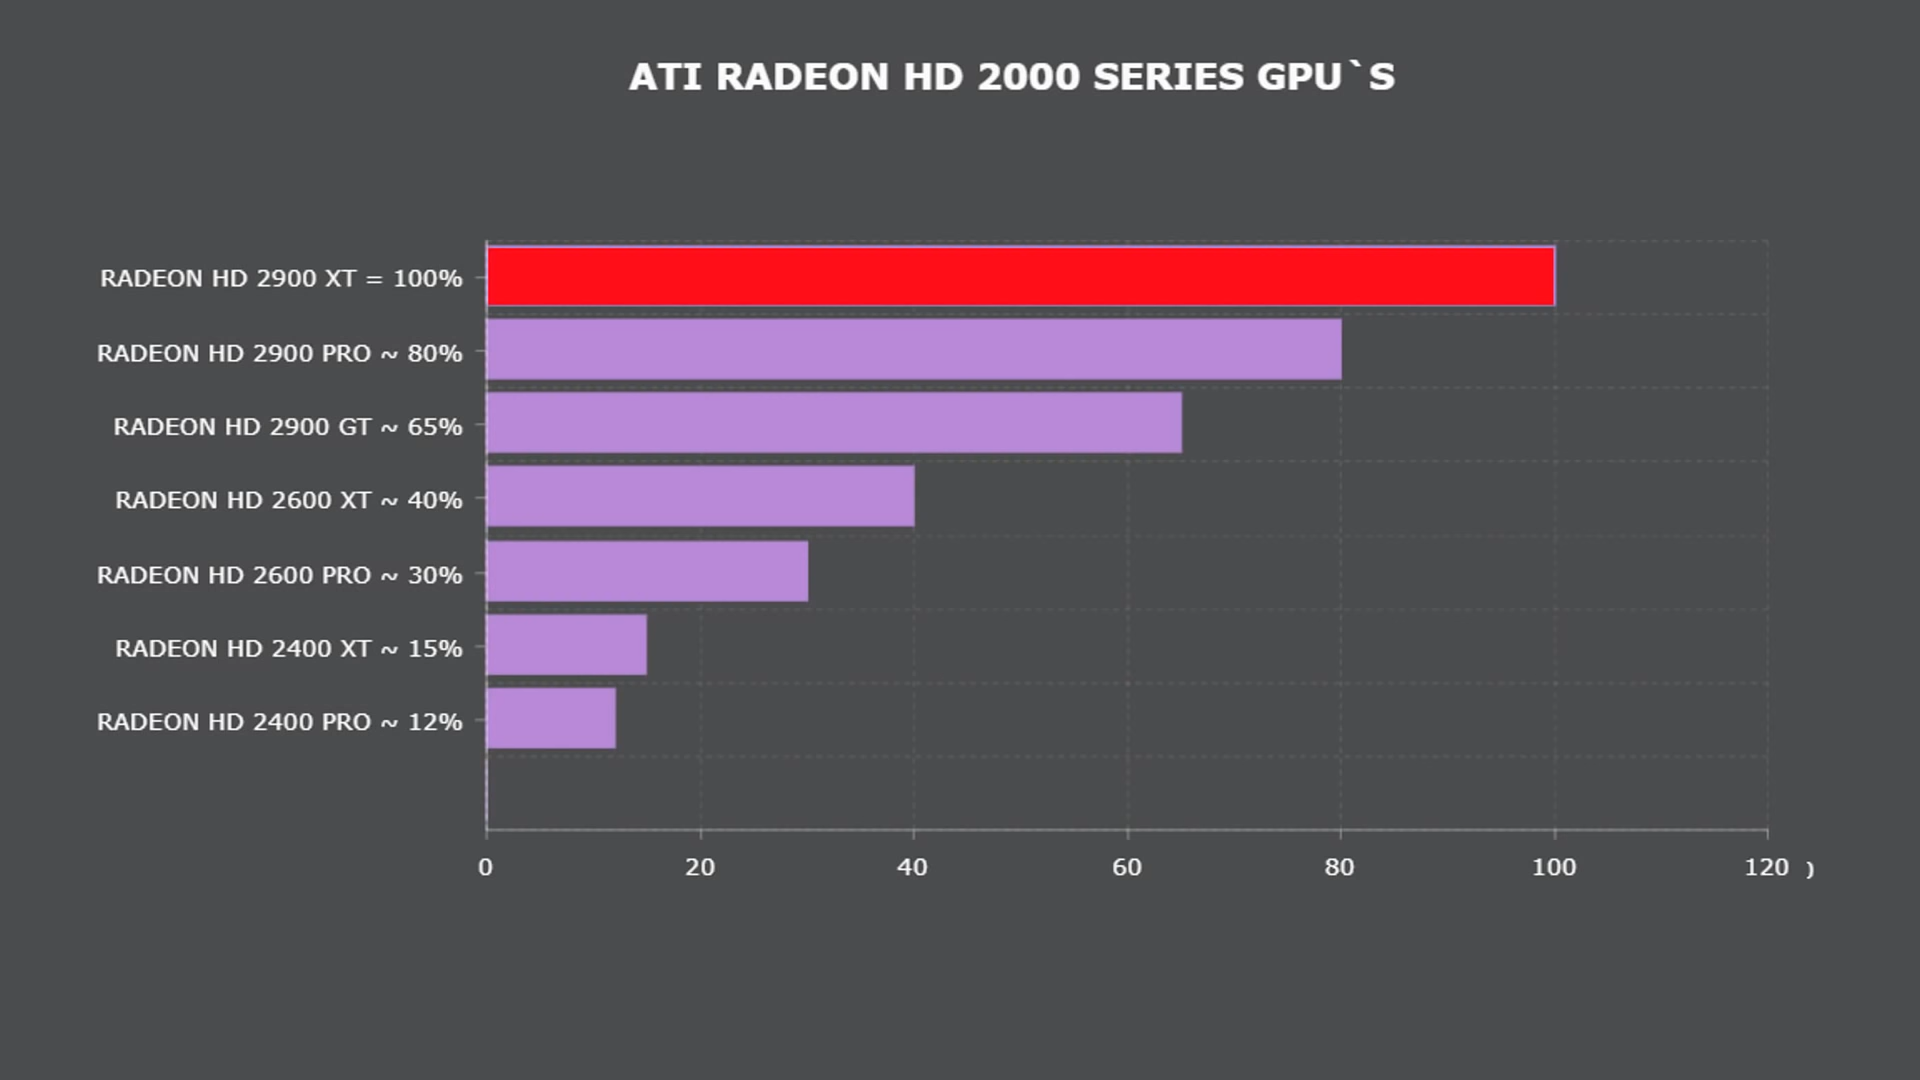 ATI RADEON HD 2000 SERIES GPU`S
RADEON HD 2900 XT = 100%
RADEON HD 2900 PRO ~ 80%
RADEON HD 2900 GT ~ 65%
RADEON HD 2600 XT ~ 40%
RADEON HD 2600 PRO ~ 30%
RADEON HD 2400 XT ~ 15%
RADEON HD 2400 PRO ~ 12%
0 20 40 60 80 100 120 )